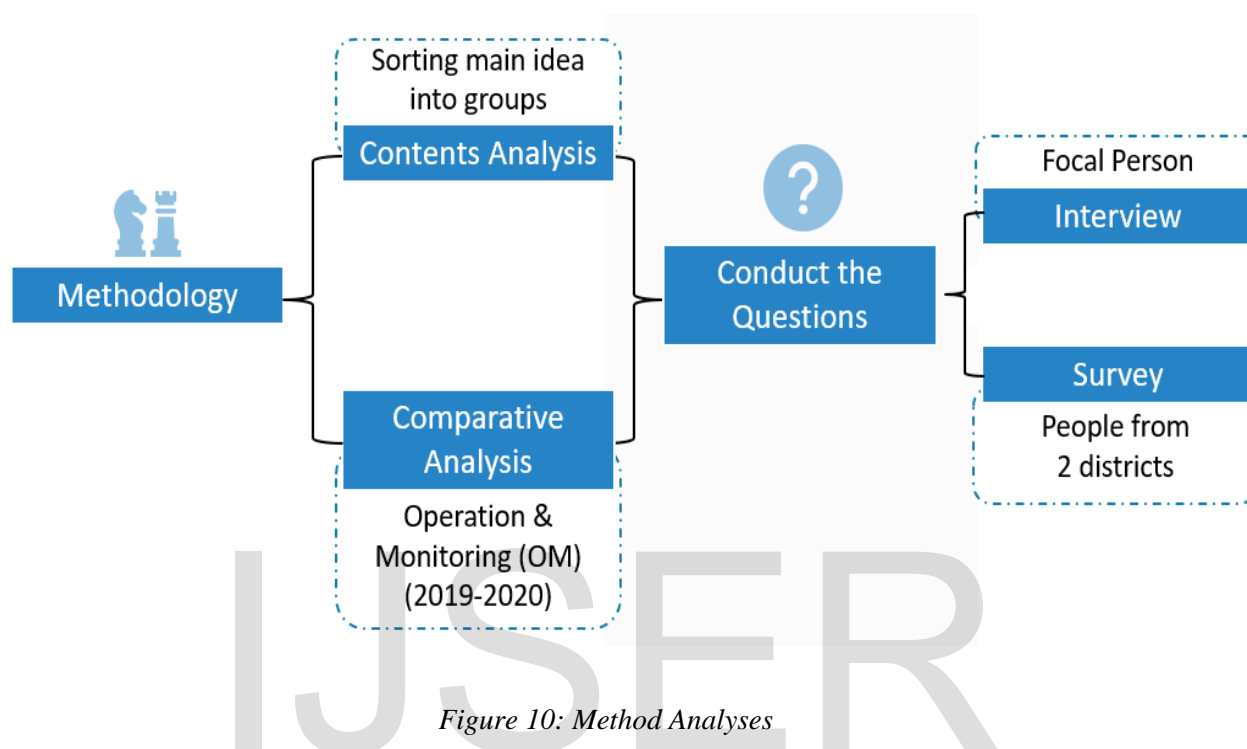 Methodology
Sorting main idea
into groups
Contents Analysis
Comparative
Analysis
Operation &
Monitoring (OM)
(2019-2020)
?
Conduct the
Questions
Focal Person
Interview
Survey
People from
2 districts
IJSER
Figure 10: Method Analyses